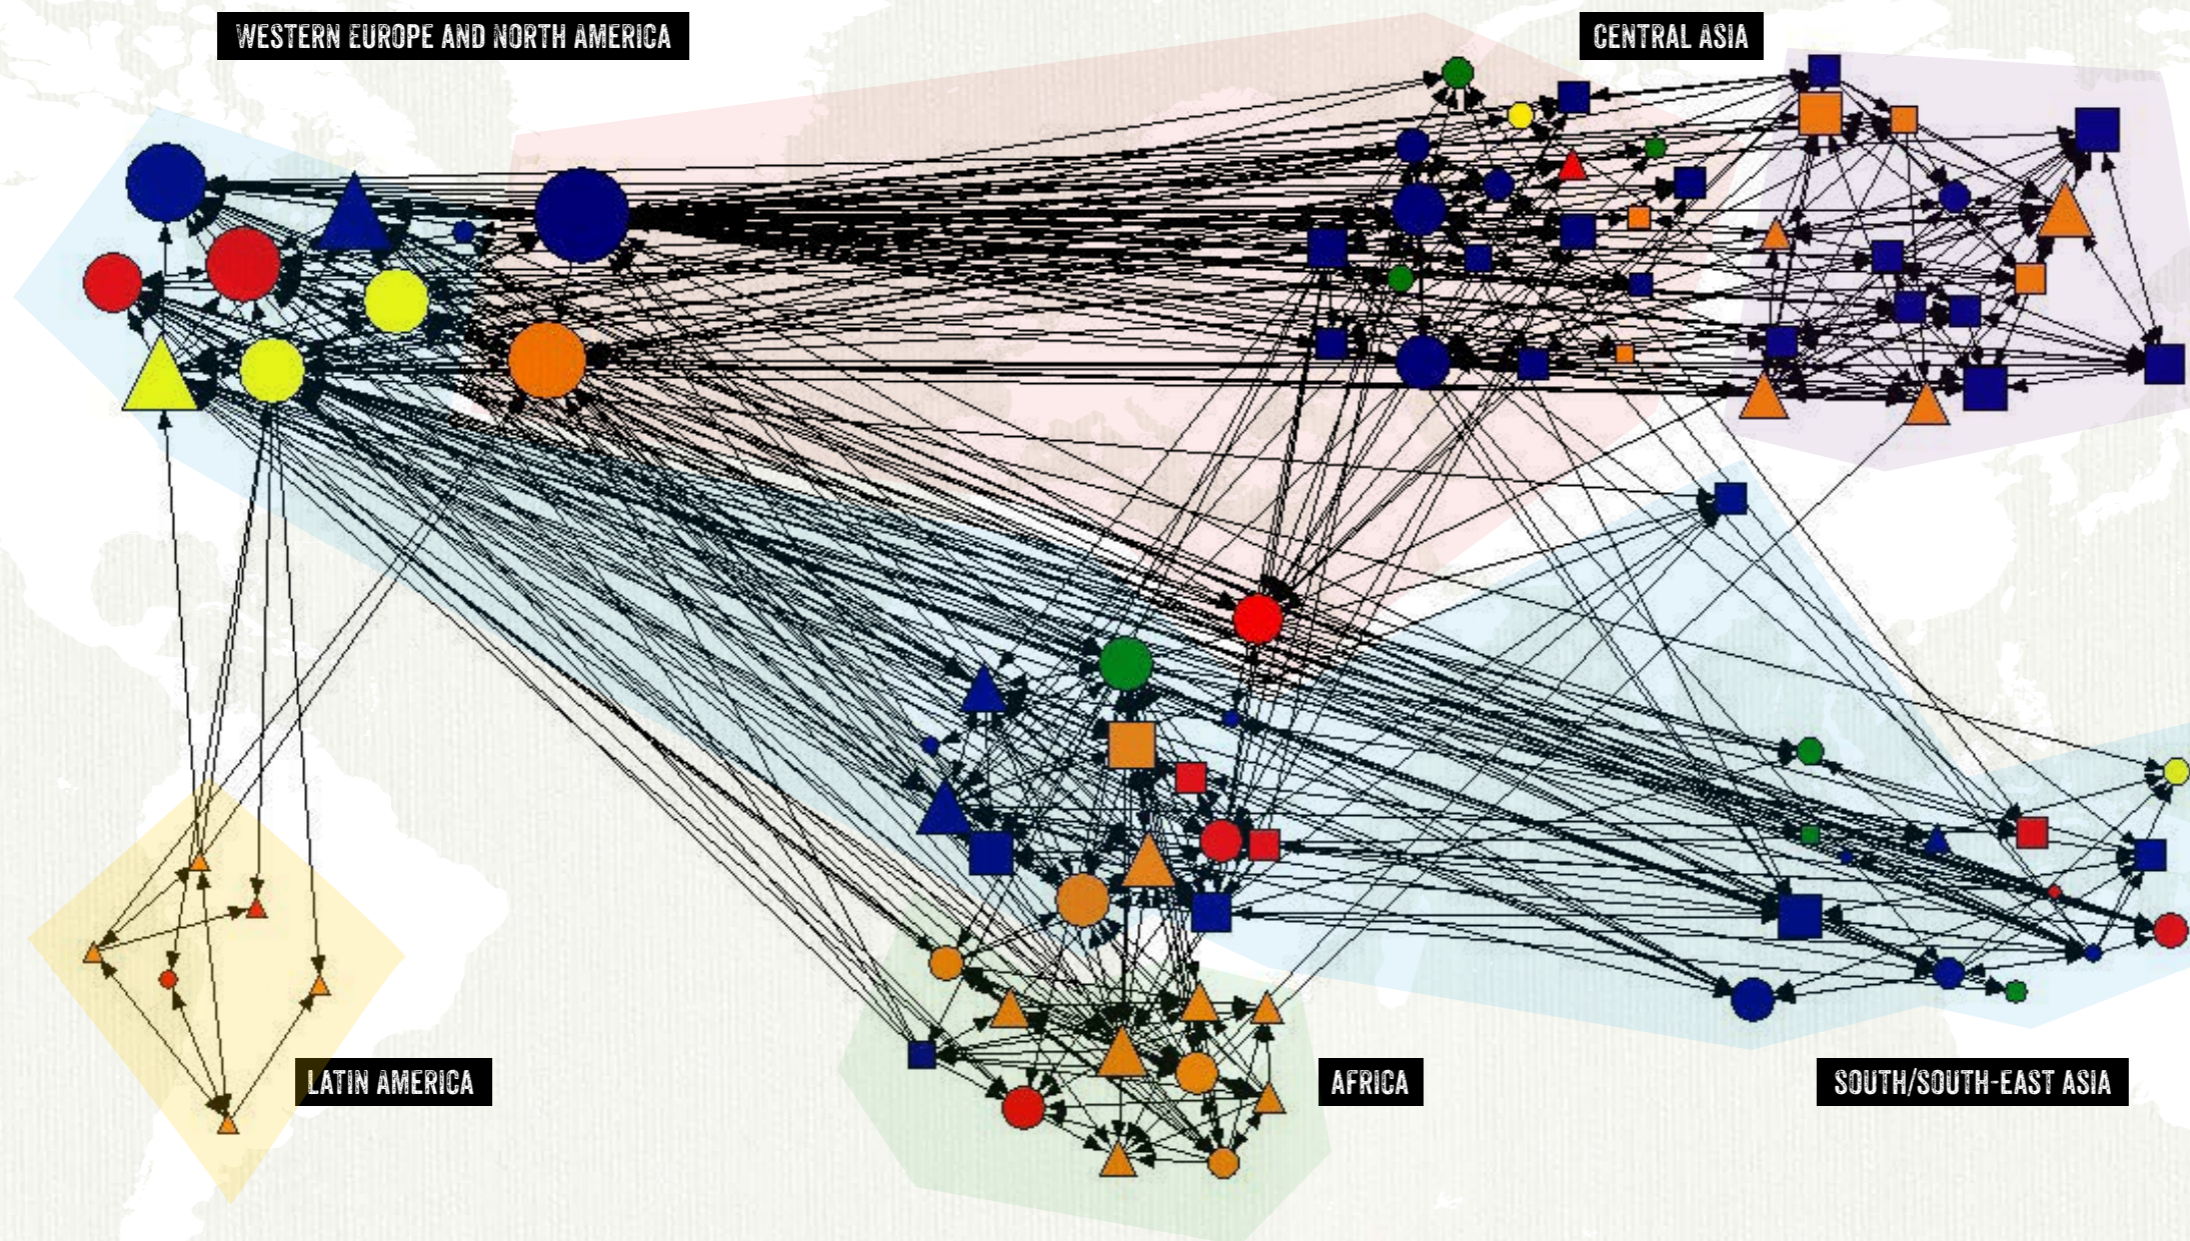 WESTERN EUROPE AND NORTH AMERICA
CENTRAL ASIA
LATIN AMERICA
AFRICA
SOUTH/SOUTH-EAST ASIA